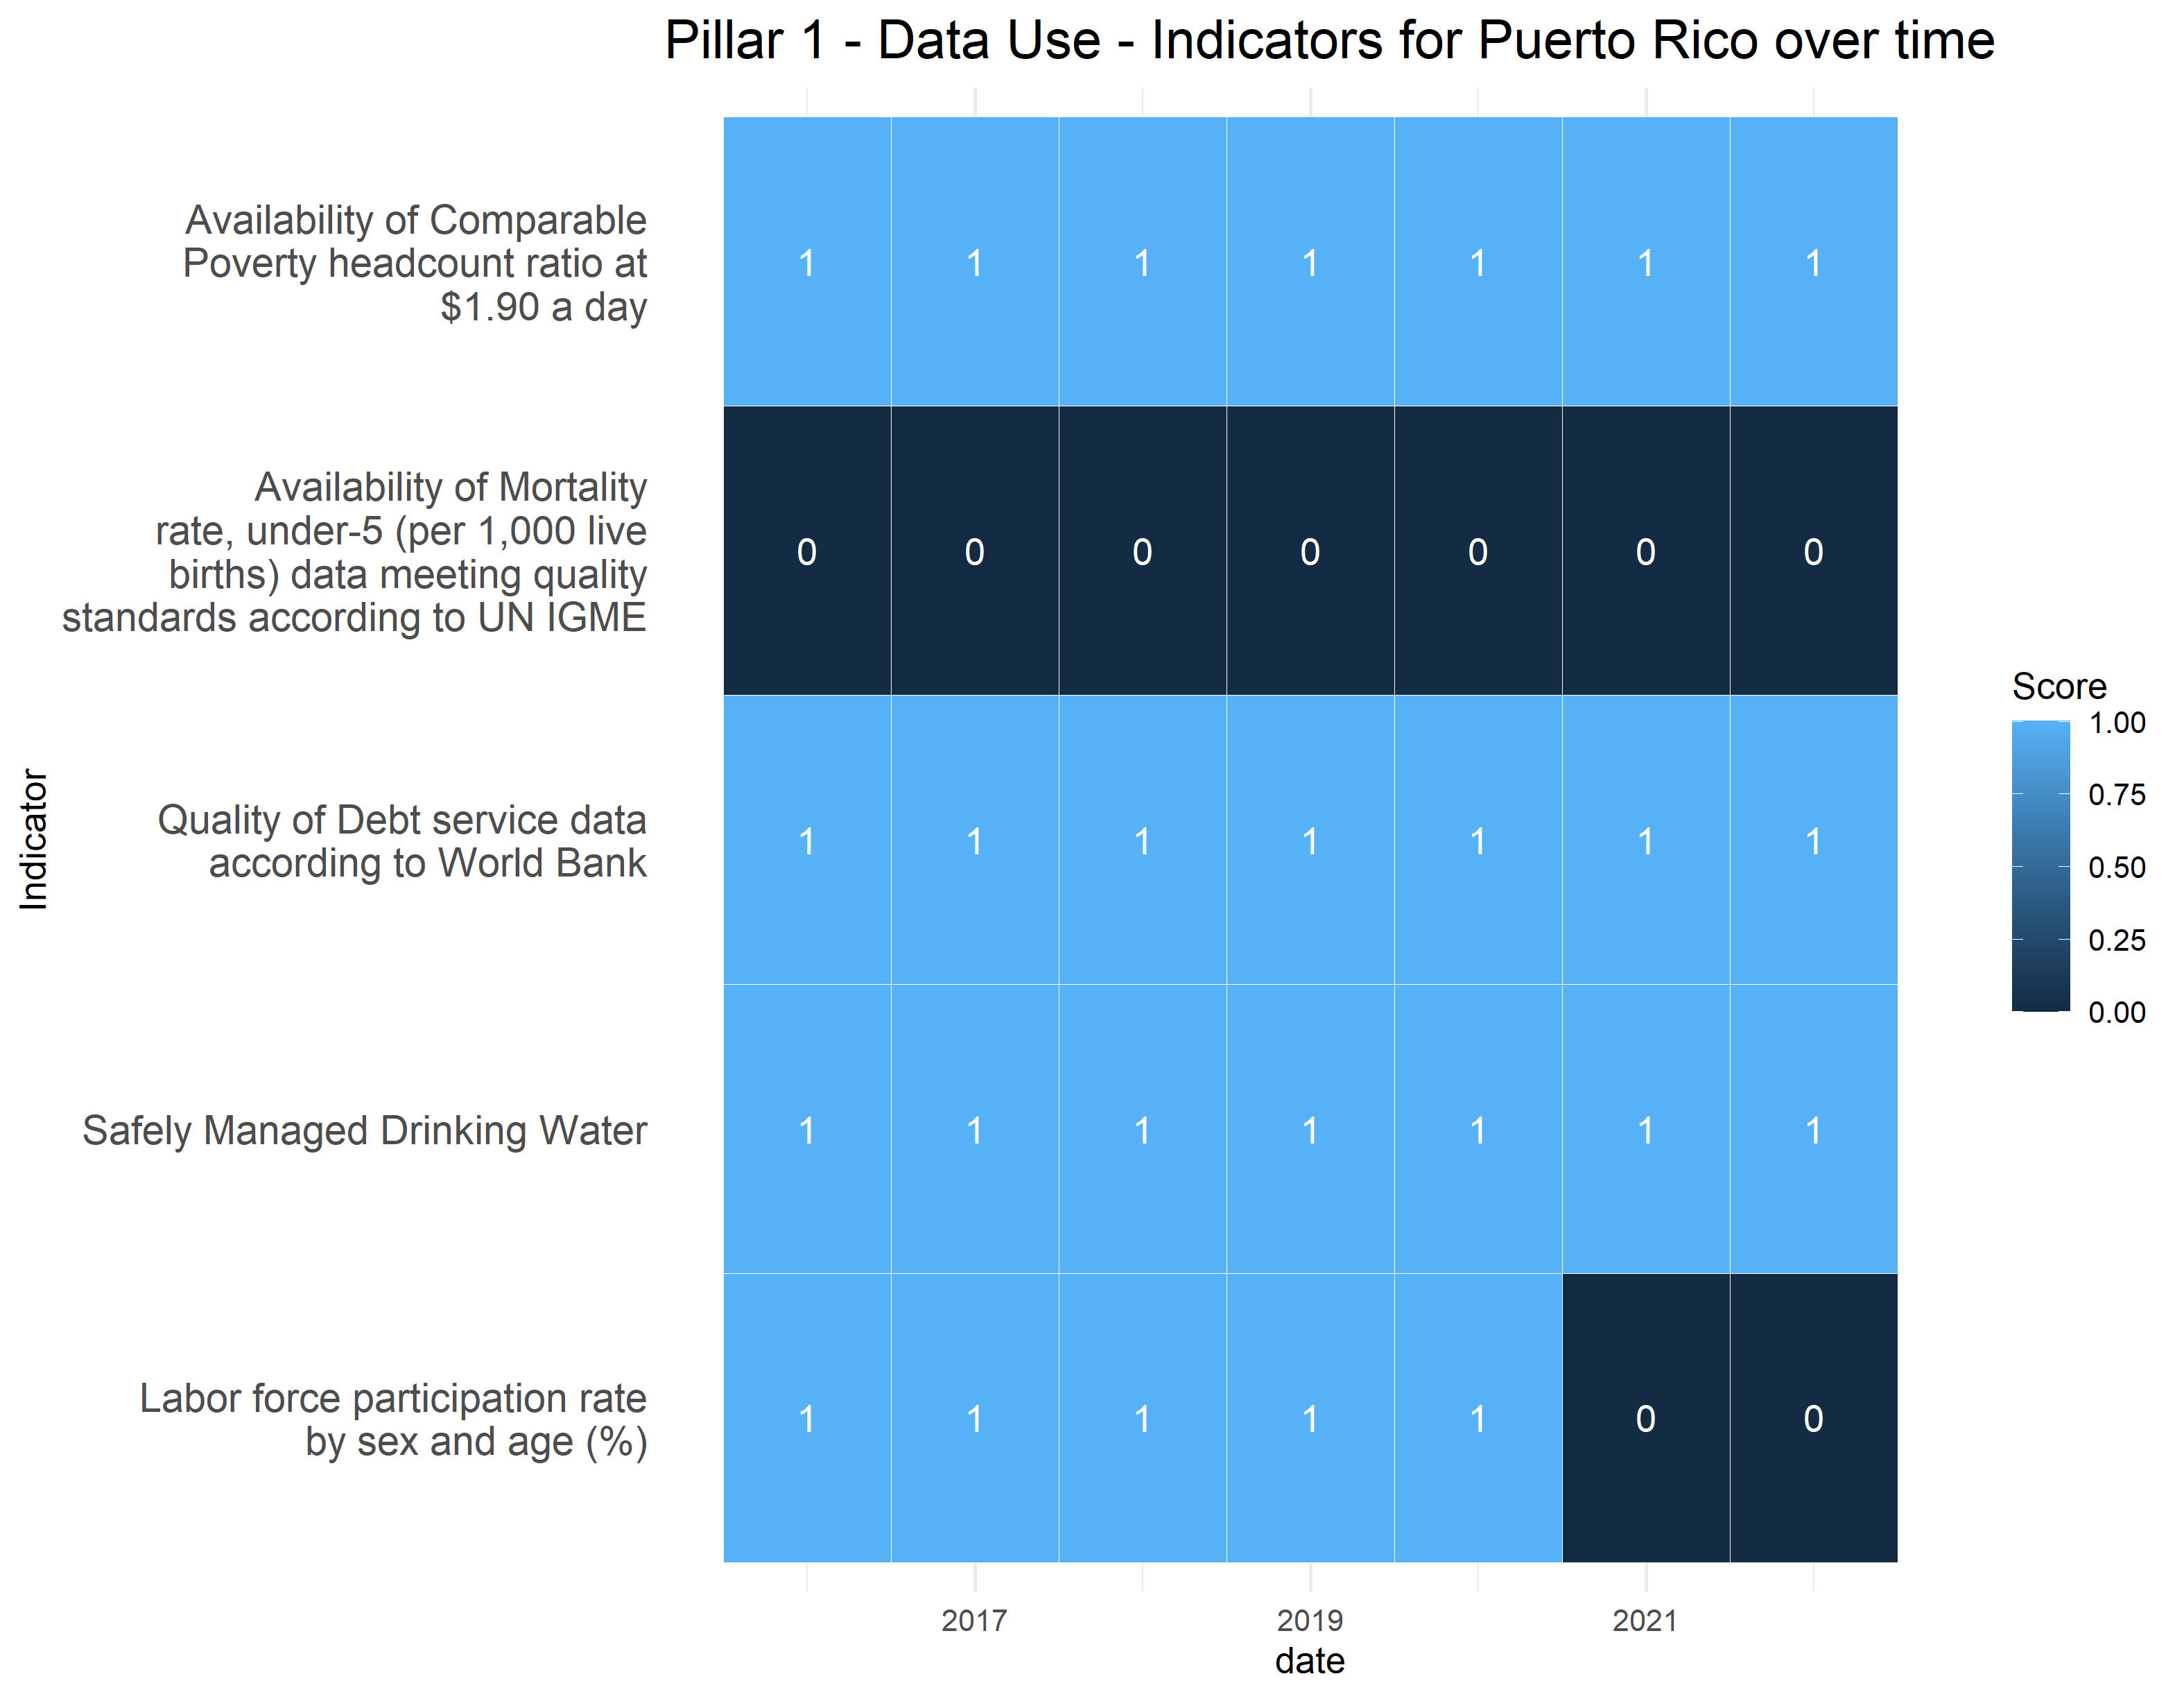 Pillar 1 - Data Use - Indicators for Puerto Rico over time
Availability of Comparable
Poverty headcount ratio at
$1.90 a day
1 1 1 1 1 1 1
Availability of Mortality
rate, under-5 (per 1,000 live
births) data meeting quality
standards according to UN IGME
0 0 0 0 0 0 0
Quality of Debt service data
according to World Bank
1 1 1 1 1 1 1
Safely Managed Drinking Water
1 1 1 1 1 1 1
Labor force participation rate
by sex and age (%)
1 1 1 1 1 0 0
Indicator
2017 2019 2021
date
Score
1.00
0.75
0.50
0.25
0.00